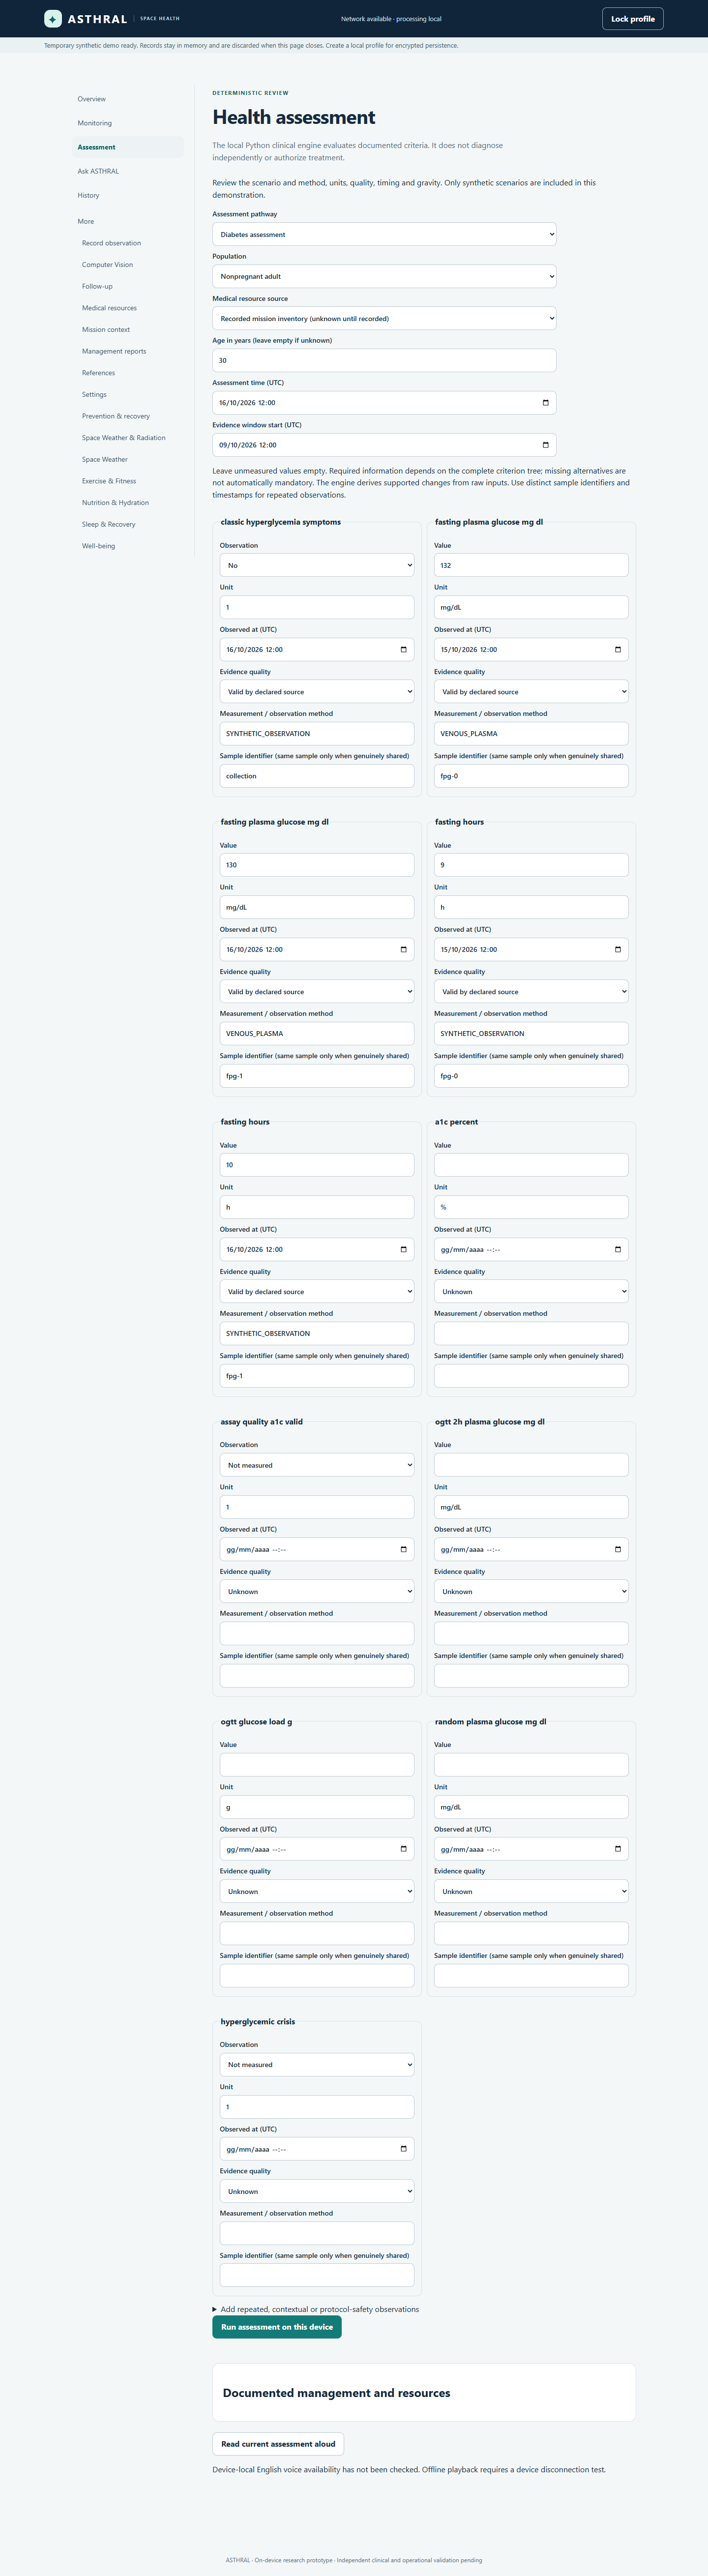 ASTHRAL
SPACE HEALTH
Network available · processing local
Lock profile
Temporary synthetic demo ready. Records stay in memory and are discarded when this page closes. Create a local profile for encrypted persistence.
Overview
Monitoring
Assessment
Ask ASTHRAL
History
More
Record observation
Computer Vision
Follow-up
Medical resources
Mission context
Management reports
References
Settings
Prevention & recovery
Space Weather & Radiation
Space Weather
Exercise & Fitness
Nutrition & Hydration
Sleep & Recovery
Well-being
DETERMINISTIC REVIEW
Health assessment
The local Python clinical engine evaluates documented criteria. It does not diagnose
independently or authorize treatment.
Review the scenario and method, units, quality, timing and gravity. Only synthetic scenarios are included in this
demonstration.
Assessment pathway
Diabetes assessment
Population
Nonpregnant adult
Medical resource source
Recorded mission inventory (unknown until recorded)
Age in years (leave empty if unknown)
30
Assessment time (UTC)
16/10/2026 12:00
Evidence window start (UTC)
09/10/2026 12:00
Leave unmeasured values empty. Required information depends on the complete criterion tree; missing alternatives are
not automatically mandatory. The engine derives supported changes from raw inputs. Use distinct sample identifiers and
timestamps for repeated observations.
classic hyperglycemia symptoms
Observation
No
Unit
1
Observed at (UTC)
16/10/2026 12:00
Evidence quality
Valid by declared source
Measurement / observation method
SYNTHETIC_OBSERVATION
Sample identifier (same sample only when genuinely shared)
collection
fasting plasma glucose mg dl
Value
132
Unit
mg/dL
Observed at (UTC)
15/10/2026 12:00
Evidence quality
Valid by declared source
Measurement / observation method
VENOUS_PLASMA
Sample identifier (same sample only when genuinely shared)
fpg-0
fasting plasma glucose mg dl
Value
130
Unit
mg/dL
Observed at (UTC)
16/10/2026 12:00
Evidence quality
Valid by declared source
Measurement / observation method
VENOUS_PLASMA
Sample identifier (same sample only when genuinely shared)
fpg-1
fasting hours
Value
9
Unit
h
Observed at (UTC)
15/10/2026 12:00
Evidence quality
Valid by declared source
Measurement / observation method
SYNTHETIC_OBSERVATION
Sample identifier (same sample only when genuinely shared)
fpg-0
fasting hours
Value
10
Unit
h
Observed at (UTC)
16/10/2026 12:00
Evidence quality
Valid by declared source
Measurement / observation method
SYNTHETIC_OBSERVATION
Sample identifier (same sample only when genuinely shared)
fpg-1
a1c percent
Value
Unit
%
Observed at (UTC)
gg/mm/aaaa --:--
Evidence quality
Unknown
Measurement / observation method
Sample identifier (same sample only when genuinely shared)
assay quality a1c valid
Observation
Not measured
Unit
1
Observed at (UTC)
gg/mm/aaaa --:--
Evidence quality
Unknown
Measurement / observation method
Sample identifier (same sample only when genuinely shared)
ogtt 2h plasma glucose mg dl
Value
Unit
mg/dL
Observed at (UTC)
gg/mm/aaaa --:--
Evidence quality
Unknown
Measurement / observation method
Sample identifier (same sample only when genuinely shared)
ogtt glucose load g
Value
Unit
g
Observed at (UTC)
gg/mm/aaaa --:--
Evidence quality
Unknown
Measurement / observation method
Sample identifier (same sample only when genuinely shared)
random plasma glucose mg dl
Value
Unit
mg/dL
Observed at (UTC)
gg/mm/aaaa --:--
Evidence quality
Unknown
Measurement / observation method
Sample identifier (same sample only when genuinely shared)
hyperglycemic crisis
Observation
Not measured
Unit
1
Observed at (UTC)
gg/mm/aaaa --:--
Evidence quality
Unknown
Measurement / observation method
Sample identifier (same sample only when genuinely shared)
Add repeated, contextual or protocol-safety observations
Run assessment on this device
Documented management and resources
Read current assessment aloud
Device-local English voice availability has not been checked. Offline playback requires a device disconnection test.
ASTHRAL · On-device research prototype · Independent clinical and operational validation pending